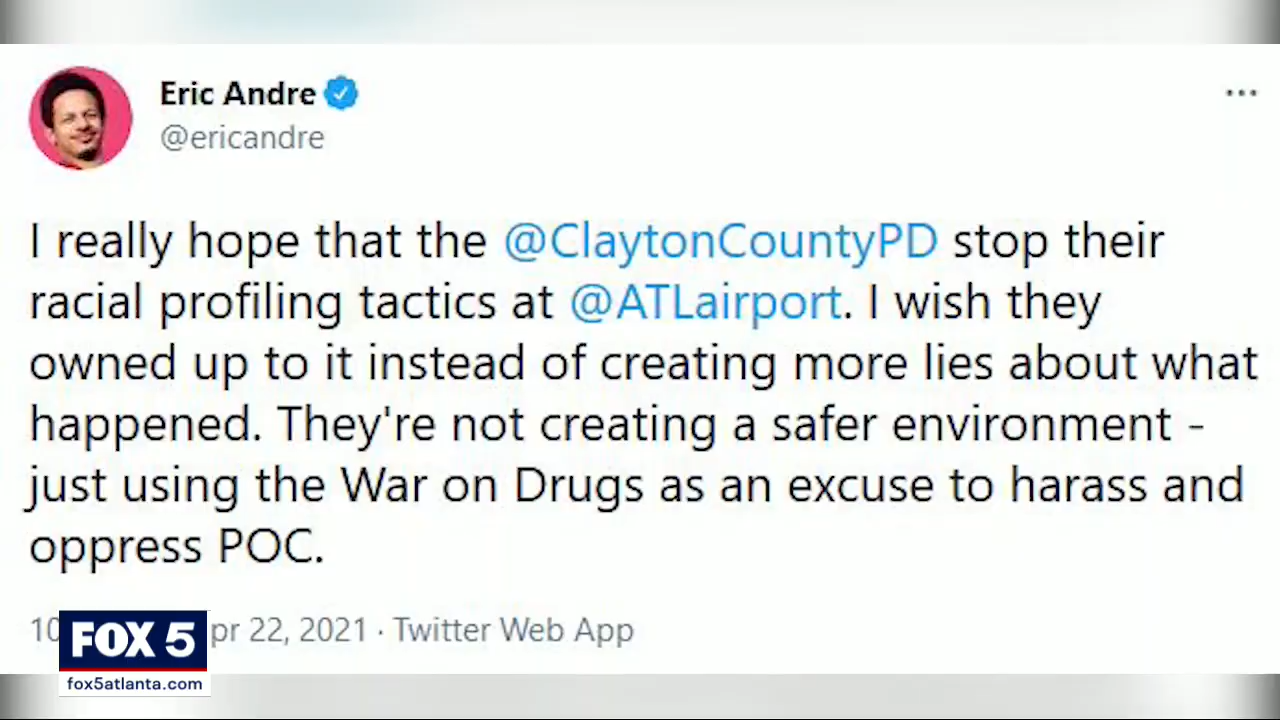 Eric Andre
@ericandre
I really hope that the @ClaytonCountyPD stop their
racial profiling tactics at @ATLairport. I wish they
owned up to it instead of creating more lies about what
happened. They're not creating a safer environment -
just using the War on Drugs as an excuse to harass and
oppress POC.
10 pr 22, 2021 · Twitter Web App
FOX 5
fox5atlanta.com